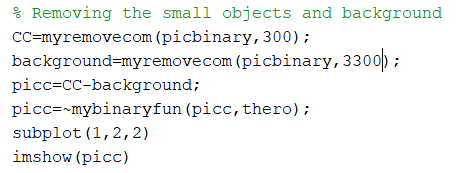 % Removing the small objects and background
CC=myremovecom(picbinary,300);
background=myremovecom(picbinary,3300);
picc=CC-background;
picc=~mybinaryfun(picc,thero);
subplot(1,2,2)
imshow(picc)